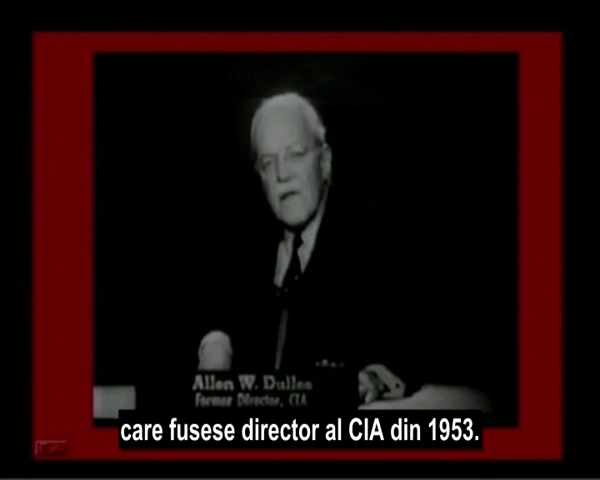 Allen W. Dulles
Former Director, CIA
care fusese director al CIA din 1953.